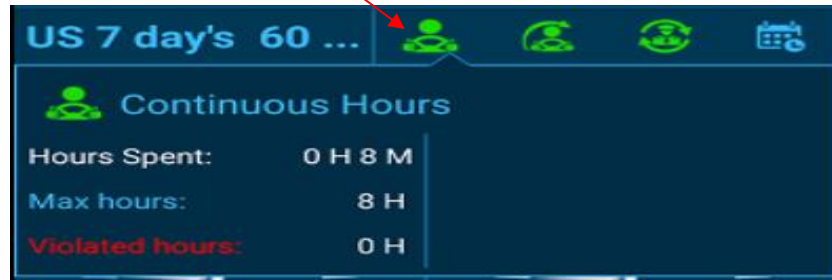 US 7 day's 60 ...
Continuous Hours
Hours Spent: 0 H 8 M
Max hours: 8 H
Violated hours: 0 H